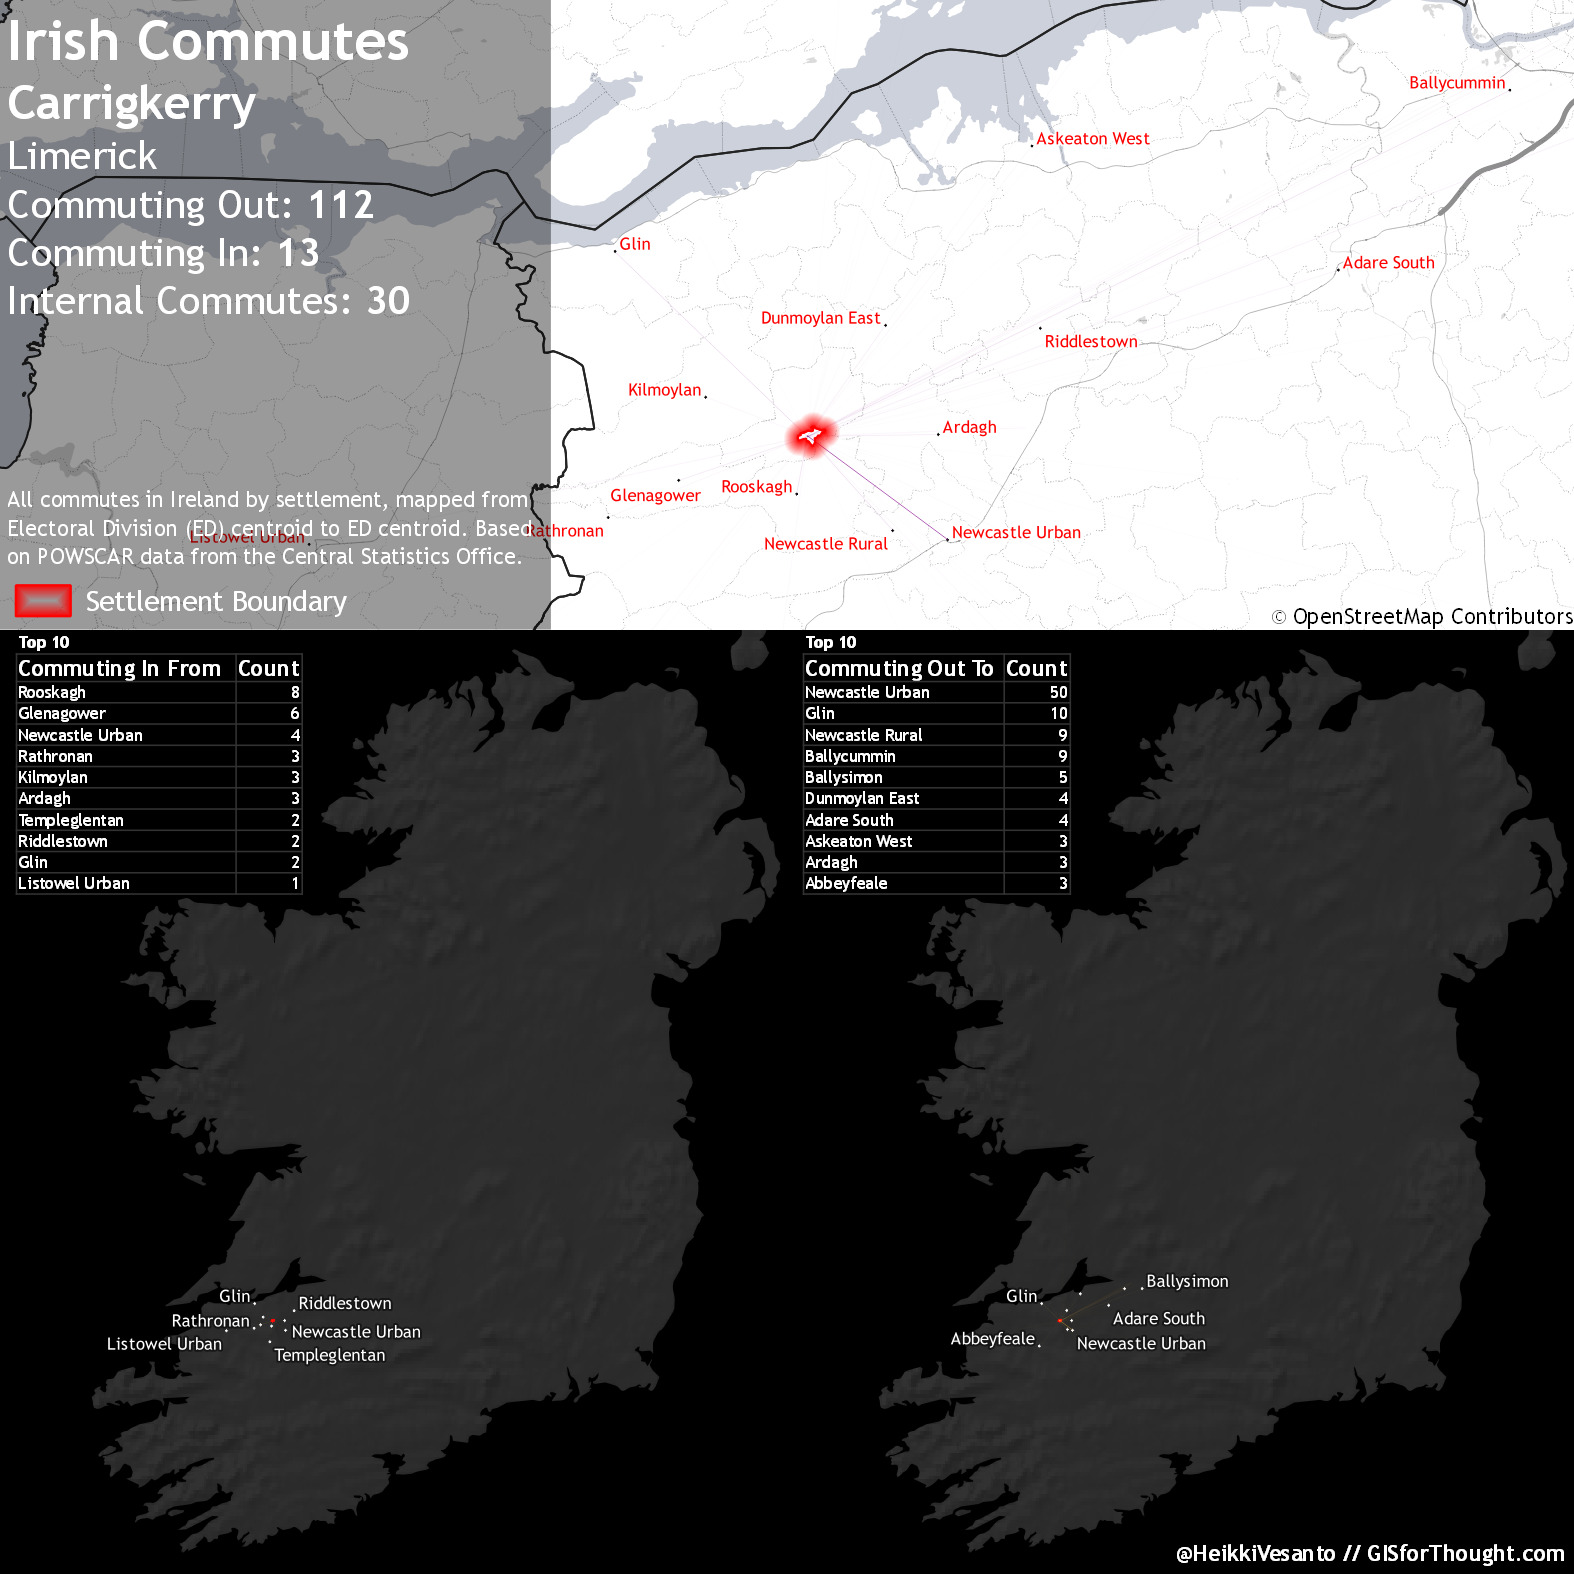 Irish Commutes
Carrigkerry
Limerick
Commuting Out: 112
Commuting In: 13
Internal Commutes: 30
All commutes in Ireland by settlement, mapped from
Electoral Division (ED) centroid to ED centroid. Based
on POWSCAR data from the Central Statistics Office.
Settlement Boundary
Ballycummin
Askeaton West
Glin
Adare South
Dunmoylan East
Riddlestown
Kilmoylan
Ardagh
Rooskagh
Glenagower
Rathronan
Newcastle Urban
Newcastle Rural
Listowel Urban
© OpenStreetMap Contributors
Top 10
Commuting In From Count
Rooskagh 8
Glenagower 6
Newcastle Urban 4
Rathronan 3
Kilmoylan 3
Ardagh 3
Templeglentan 2
Riddlestown 2
Glin 2
Listowel Urban 1
Glin
Riddlestown
Rathronan
Newcastle Urban
Listowel Urban
Templeglentan
Top 10
Commuting Out To Count
Newcastle Urban 50
Glin 10
Newcastle Rural 9
Ballycummin 9
Ballysimon 5
Dunmoylan East 4
Adare South 4
Askeaton West 3
Ardagh 3
Abbeyfeale 3
Ballysimon
Glin
Adare South
Abbeyfeale
Newcastle Urban
@HeikkiVesanto // GISforThought.com